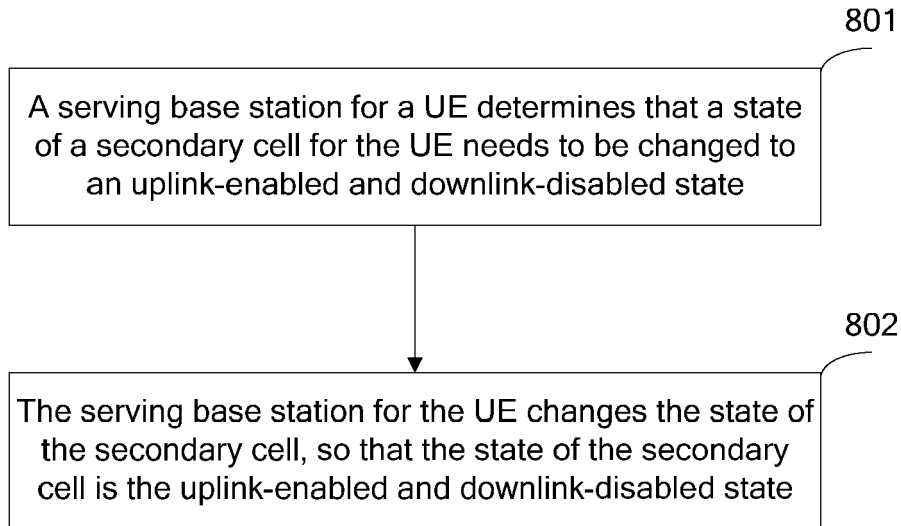 801
A serving base station for a UE determines that a state
of a secondary cell for the UE needs to be changed to
an uplink-enabled and downlink-disabled state
802
The serving base station for the UE changes the state of
the secondary cell, so that the state of the secondary
cell is the uplink-enabled and downlink-disabled state